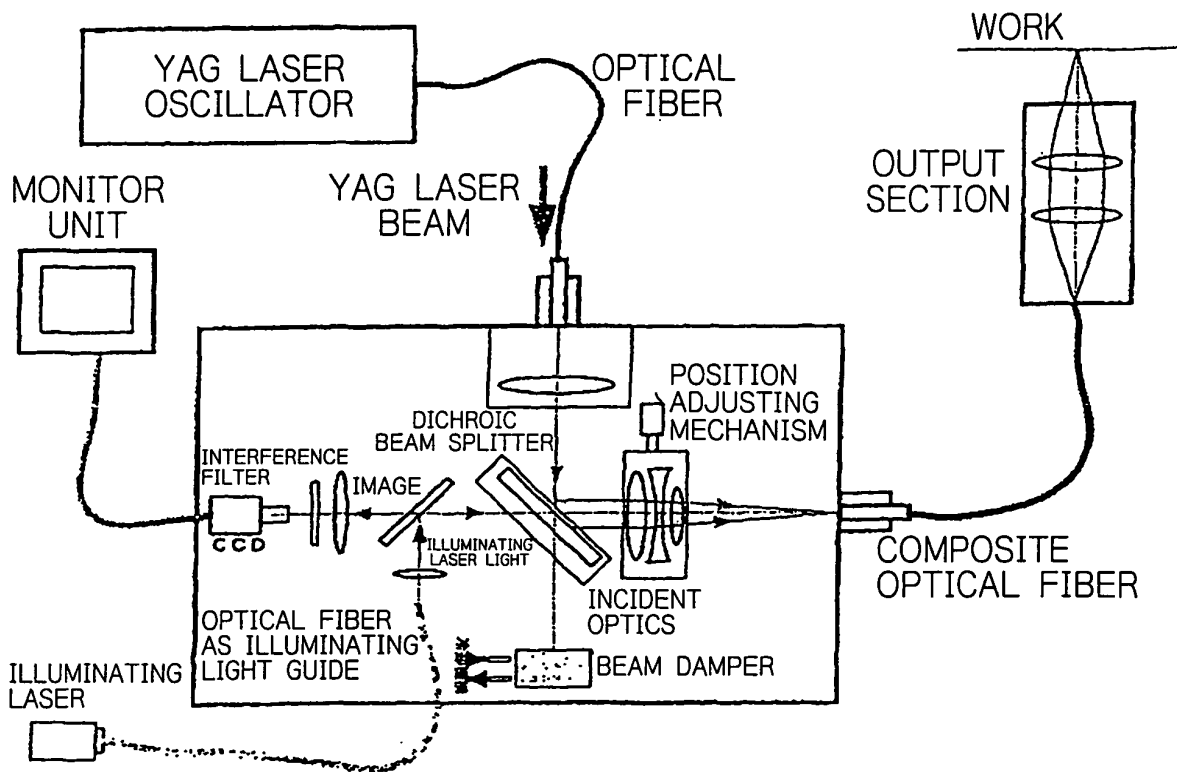 WORK
YAG LASER
OSCILLATOR
OPTICAL
FIBER
OUTPUT
SECTION
YAG LASER
BEAM
MONITOR
UNIT
POSITION
ADJUSTING
MECHANISM
DICHROIC
BEAM SPLITTER
INTERFERENCE
FILTER
IMAGE
CCD
ILLUMINATING
LASER LIGHT
COMPOSITE
OPTICAL FIBER
INCIDENT
OPTICS
OPTICAL FIBER
AS ILLUMINATING
LIGHT GUIDE
BEAM DAMPER
ILLUMINATING
LASER